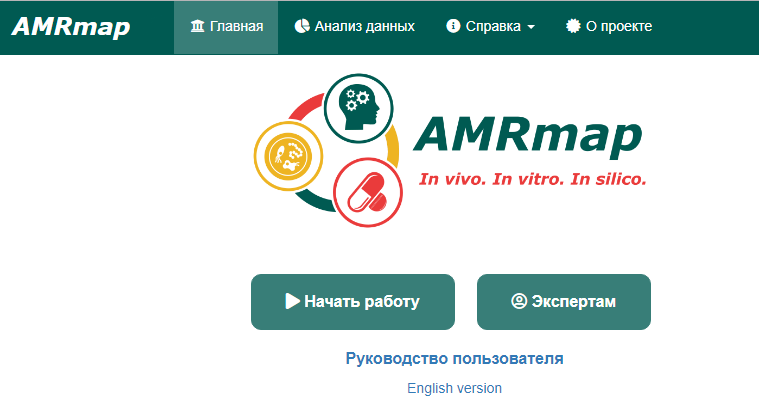 AMRmap Главная Анализ данных Справка О проекте
AMRmap
In vivo. In vitro. In silico.
Начать работу Экспертам
Руководство пользователя
English version